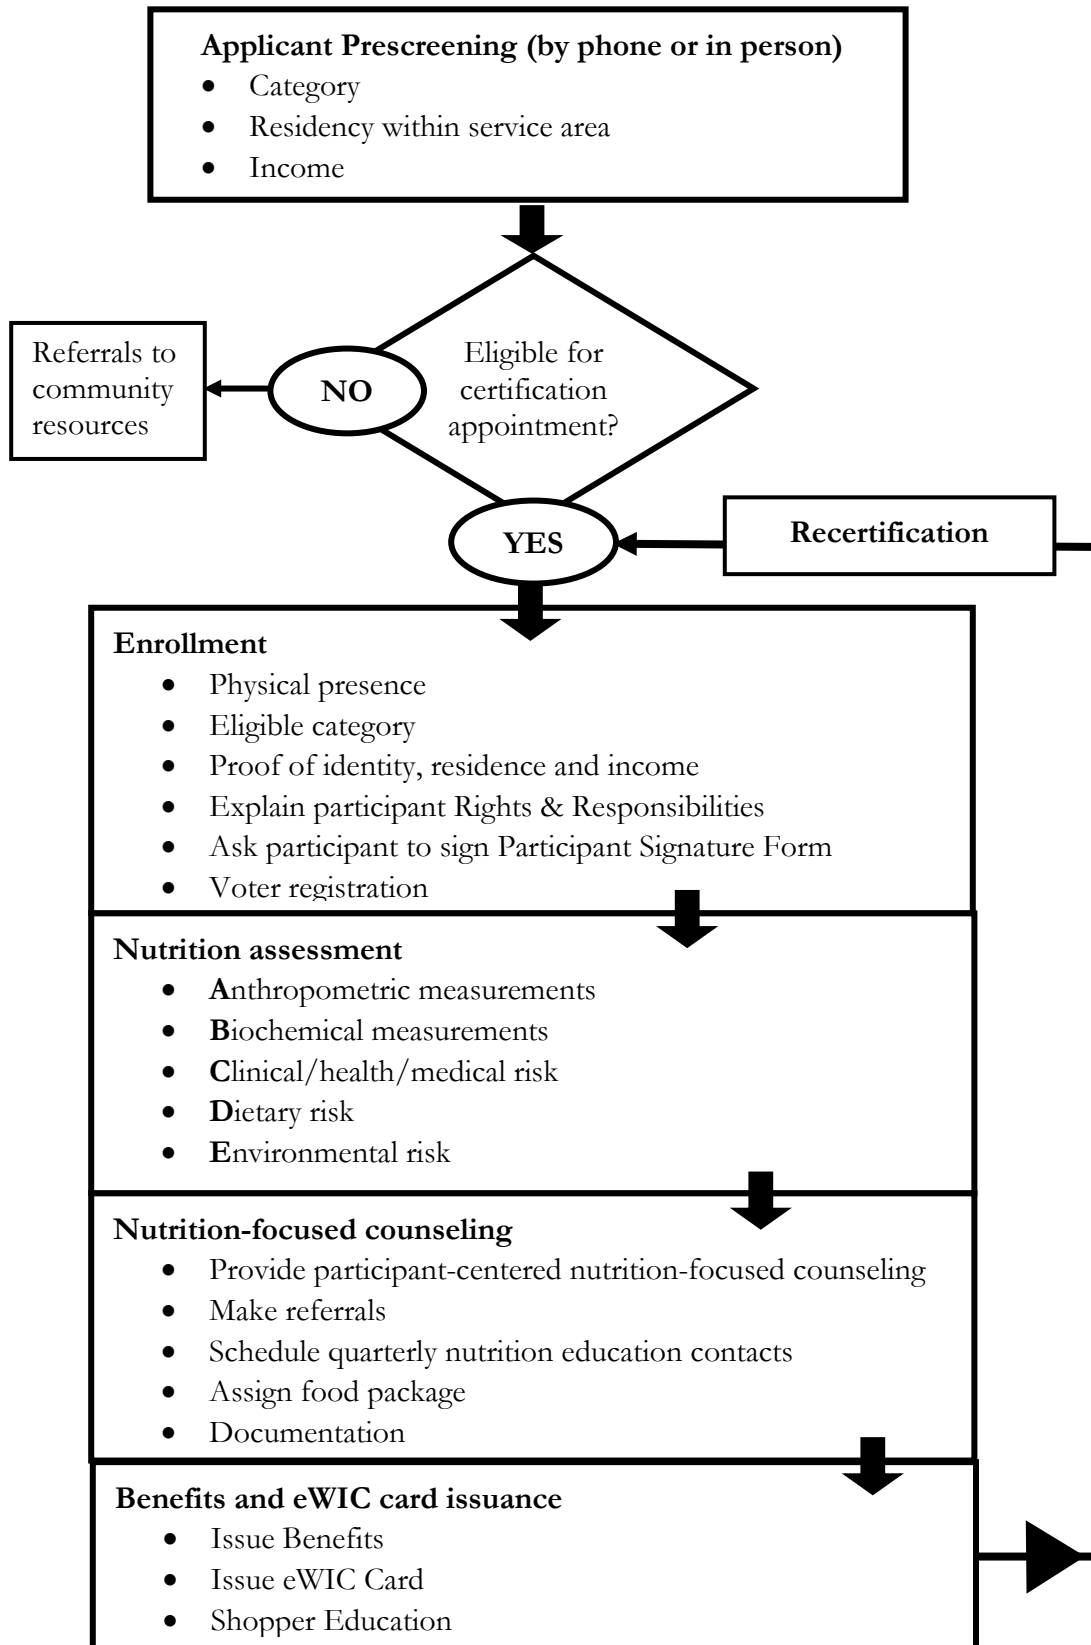 Applicant Prescreening (by phone or in person)
• Category
• Residency within service area
• Income
Eligible for
certification
appointment?
NO
Referrals to
community
resources
YES
Recertification
Enrollment
• Physical presence
• Eligible category
• Proof of identity, residence and income
• Explain participant Rights & Responsibilities
• Ask participant to sign Participant Signature Form
• Voter registration
Nutrition assessment
• Anthropometric measurements
• Biochemical measurements
• Clinical/health/medical risk
• Dietary risk
• Environmental risk
Nutrition-focused counseling
• Provide participant-centered nutrition-focused counseling
• Make referrals
• Schedule quarterly nutrition education contacts
• Assign food package
• Documentation
Benefits and eWIC card issuance
• Issue Benefits
• Issue eWIC Card
• Shopper Education